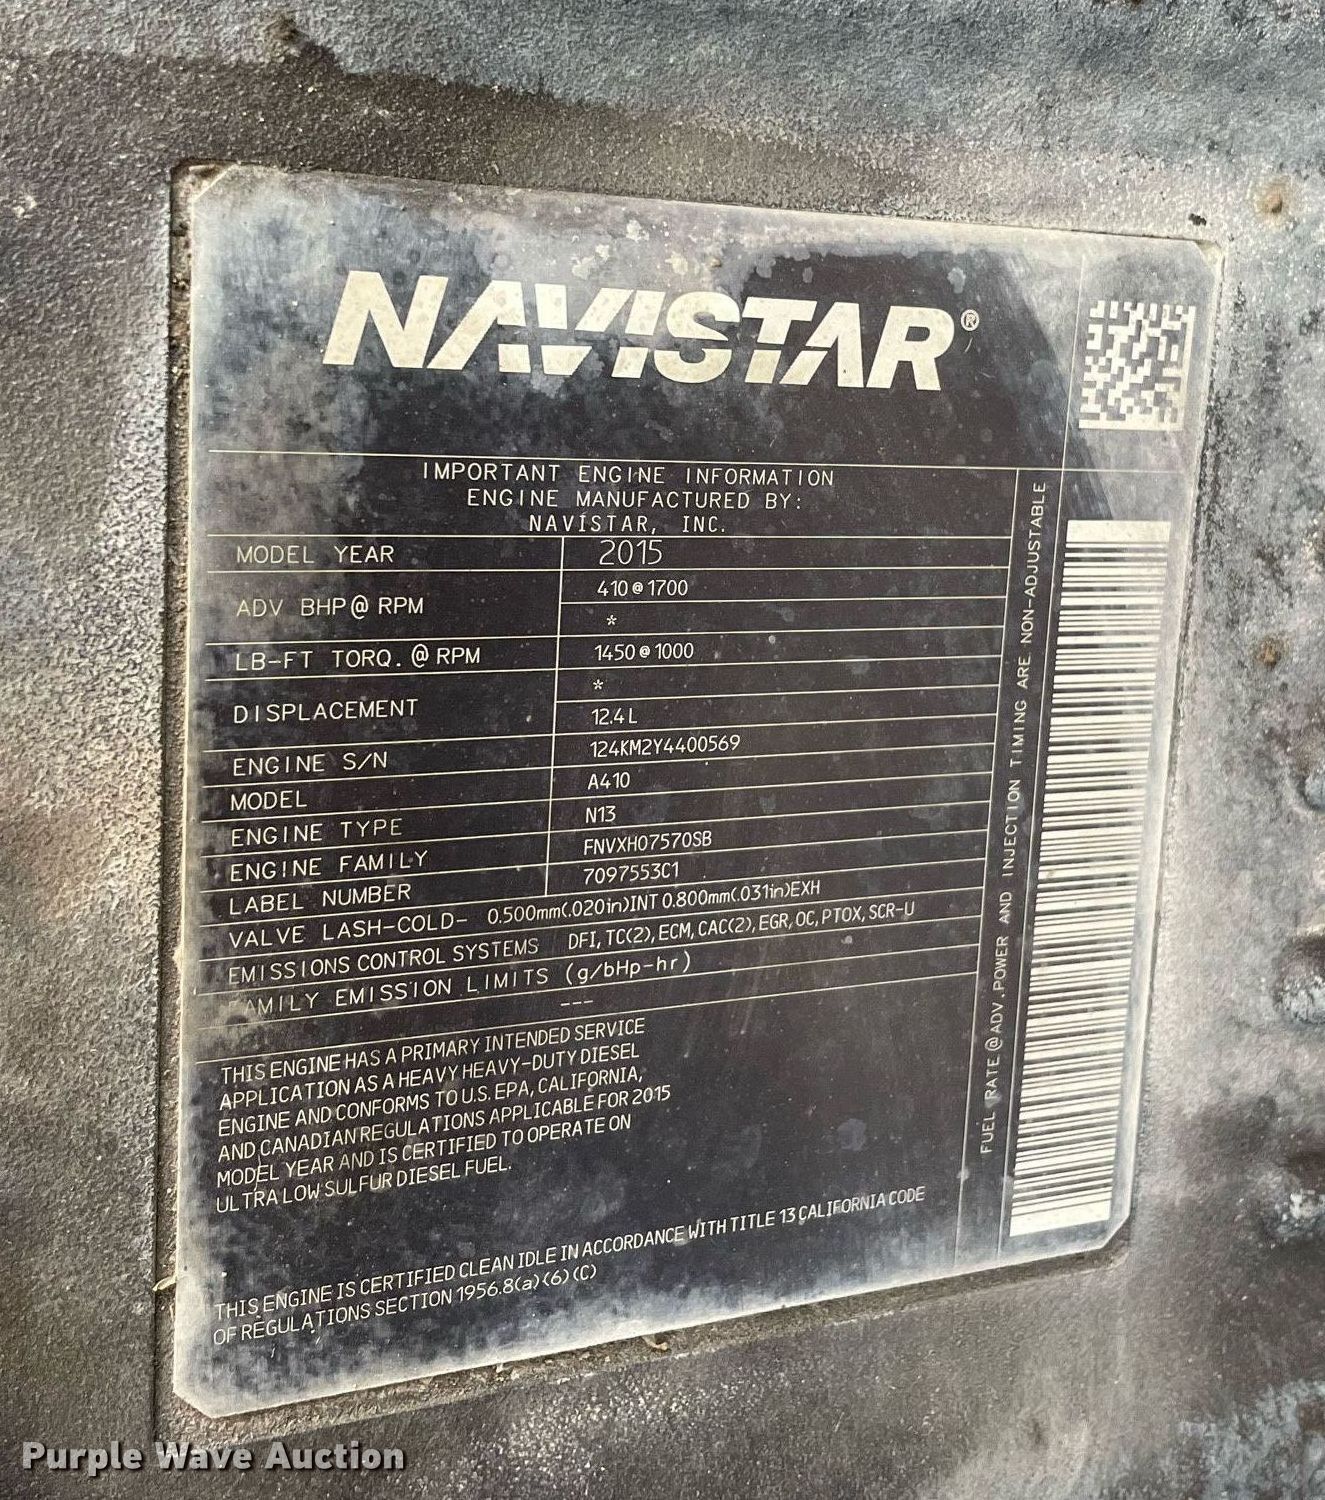 NAVISTAR®
IMPORTANT ENGINE INFORMATION
ENGINE MANUFACTURED BY:
NAVISTAR, INC.
MODEL YEAR 2015
ADV BHP@ RPM 410@1700
*
LB-FT TORQ.@ RPM 1450@1000
*
DISPLACEMENT 12.4L
ENGINE S/N 124KM2Y4400569
MODEL A410
ENGINE TYPE N13
ENGINE FAMILY FNVXH07570SB
LABEL NUMBER 7097553C1
VALVE LASH-COLD- 0.500mm(.020in)INT 0.800mm(.031in)EXH
EMISSIONS CONTROL SYSTEMS DFI, TC(2), ECM, CAC(2), EGR, OC, PTOX, SCR-U
FAMILY EMISSION LIMITS (g/bHp-hr)
---
THIS ENGINE HAS A PRIMARY INTENDED SERVICE
APPLICATION AS A HEAVY HEAVY-DUTY DIESEL
ENGINE AND CONFORMS TO U.S. EPA, CALIFORNIA,
AND CANADIAN REGULATIONS APPLICABLE FOR 2015
MODEL YEAR AND IS CERTIFIED TO OPERATE ON
ULTRA LOW SULFUR DIESEL FUEL.
THIS ENGINE IS CERTIFIED CLEAN IDLE IN ACCORDANCE WITH TITLE 13 CALIFORNIA CODE
OF REGULATIONS SECTION 1956.8(a)(6)(C)
FUEL RATE @ADV.POWER AND INJECTION TIMING ARE NON-ADJUSTABLE
Purple Wave Auction